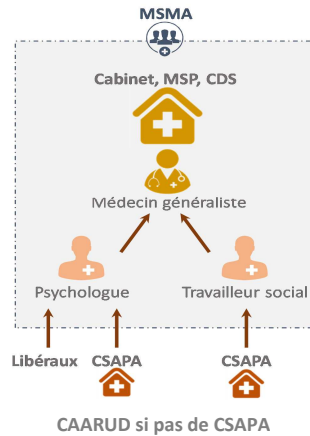 MSMA
Cabinet, MSP, CDS
Médecin généraliste
Psychologue
Travailleur social
Libéraux
CSAPA
CSAPA
CAARUD si pas de CSAPA